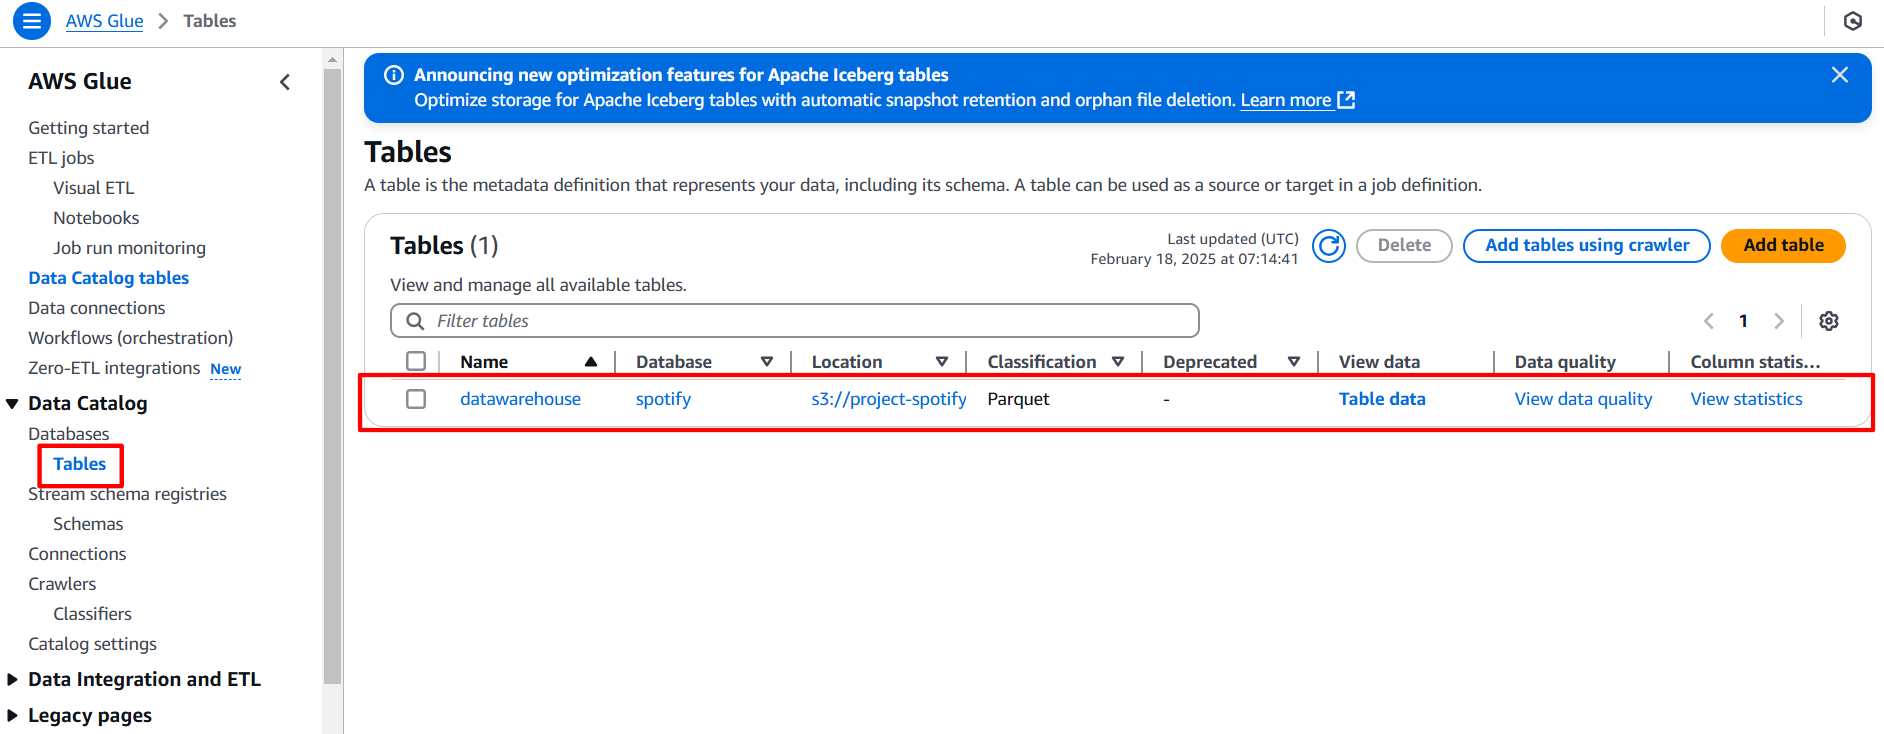 AWS Glue > Tables
AWS Glue
Getting started
ETL jobs
Visual ETL
Notebooks
Job run monitoring
Data Catalog tables
Data connections
Workflows (orchestration)
Zero-ETL integrations New
Data Catalog
Databases
Tables
Stream schema registries
Schemas
Connections
Crawlers
Classifiers
Catalog settings
Data Integration and ETL
Legacy pages
Announcing new optimization features for Apache Iceberg tables
Optimize storage for Apache Iceberg tables with automatic snapshot retention and orphan file deletion. Learn more
Tables
A table is the metadata definition that represents your data, including its schema. A table can be used as a source or target in a job definition.
Tables (1)
Last updated (UTC)
February 18, 2025 at 07:14:41
Delete
Add tables using crawler
Add table
View and manage all available tables.
Filter tables
1
Name Database Location Classification Deprecated View data Data quality Column statis...
datawarehouse spotify s3://project-spotify Parquet - Table data View data quality View statistics